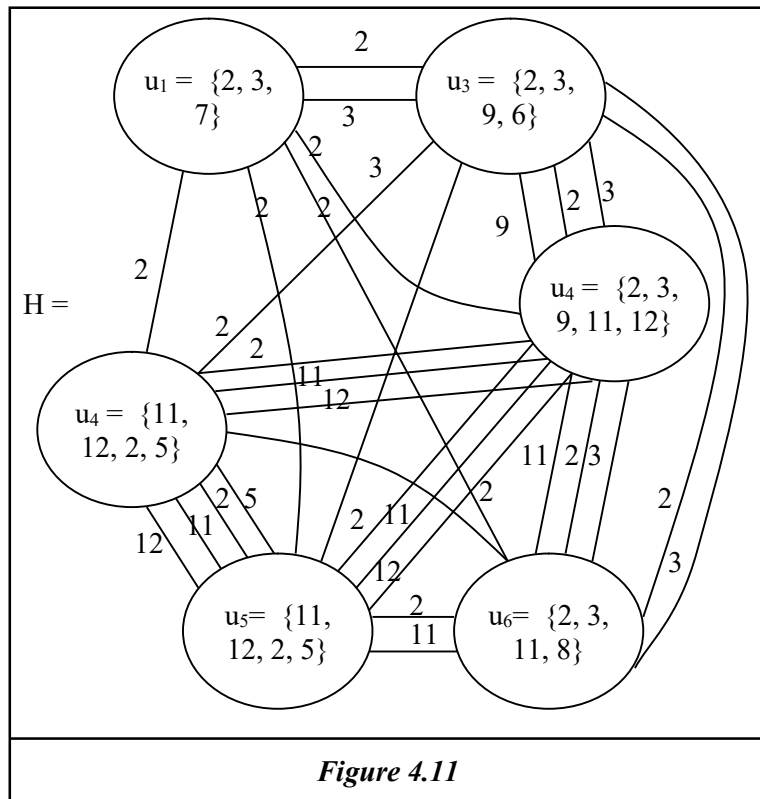 2
u₁ = {2, 3,
7}
u₃ = {2, 3,
9, 6}
3
2
3
3
2
2
2
9
2
u₄ = {2, 3,
9, 11, 12}
H =
2
2
11
12
u₄ = {11,
12, 2, 5}
11
2
3
2
5
2
2
11
11
12
3
12
2
u₅= {11,
12, 2, 5}
11
u₆= {2, 3,
11, 8}
Figure 4.11